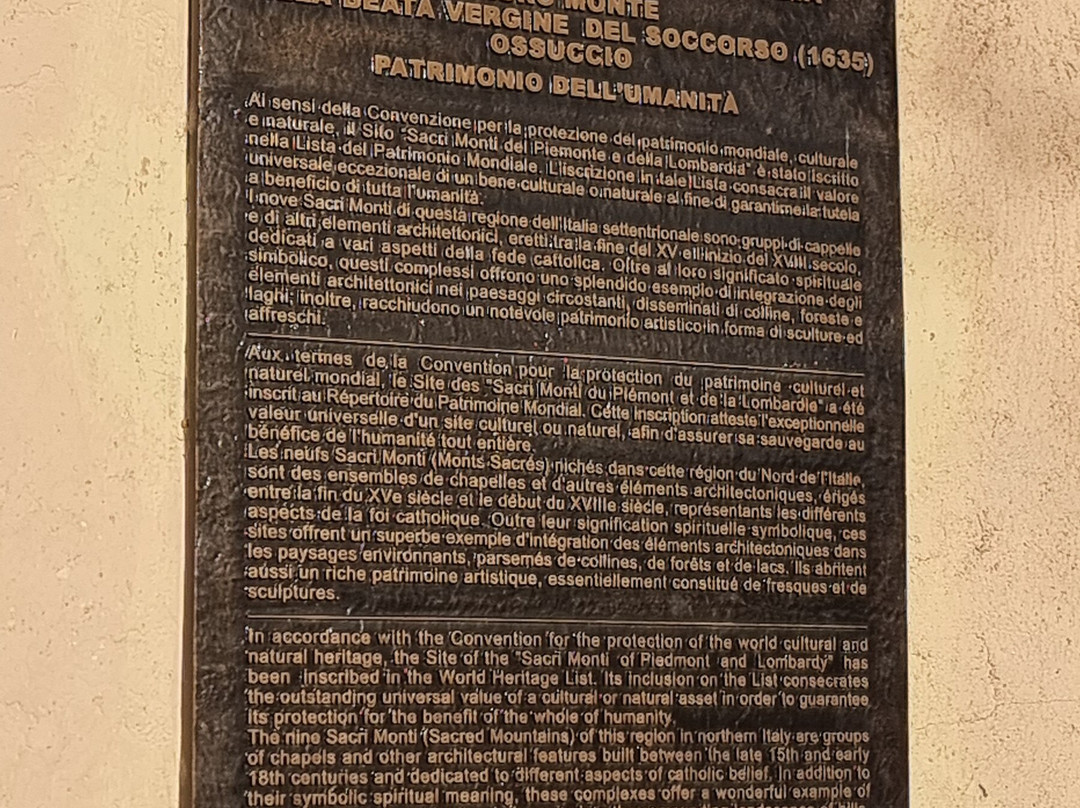 MONTE
BEATA VERGINE DEL SOCCORSO (1635)
OSSUCCIO
PATRIMONIO DELL'UMANITÀ
Ai sensi della Convenzione per la protezione del patrimonio mondiale, culturale
e naturale, il Sito "Sacri Monti del Piemonte e della Lombardia" è stato iscritto
nella Lista del Patrimonio Mondiale. L'iscrizione in tale Lista consacra il valore
universale eccezionale di un bene culturale o naturale al fine di garantirne la tutela
a beneficio di tutta l'umanità.
I nove Sacri Monti di questa regione dell'Italia settentrionale sono gruppi di cappelle
e di altri elementi architettonici, eretti tra la fine del XV e l'inizio del XVIII secolo,
dedicati a vari aspetti della fede cattolica. Oltre al loro significato spirituale
simbolico, questi complessi offrono uno splendido esempio di integrazione degli
elementi architettonici nei paesaggi circostanti, disseminati di colline, foreste e
laghi; inoltre, racchiudono un notevole patrimonio artistico in forma di sculture ed
affreschi.
Aux termes de la Convention pour la protection du patrimoine culturel et
naturel mondial, le Site des "Sacri Monti du Piémont et de la Lombardie" a été
inscrit au Répertoire du Patrimoine Mondial. Cette inscription atteste l'exceptionnelle
valeur universelle d'un site culturel ou naturel, afin d'assurer sa sauvegarde au
bénéfice de l'humanité tout entière.
Les neufs Sacri Monti (Monts Sacrés) nichés dans cette région du Nord de l'Italie,
sont des ensembles de chapelles et d'autres éléments architectoniques, érigés
entre la fin du XVe siècle et le début du XVIIIe siècle, représentants les différents
aspects de la foi catholique. Outre leur signification spirituelle symbolique, ces
sites offrent un superbe exemple d'intégration des éléments architectoniques dans
les paysages environnants, parsemés de collines, de forêts et de lacs. Ils abritent
aussi un riche patrimoine artistique, essentiellement constitué de fresques et de
sculptures.
In accordance with the Convention for the protection of the world cultural and
natural heritage, the Site of the "Sacri Monti of Piedmont and Lombardy" has
been inscribed in the World Heritage List. Its inclusion on the List consecrates
the outstanding universal value of a cultural or natural asset in order to guarantee
its protection for the benefit of the whole of humanity.
The nine Sacri Monti (Sacred Mountains) of this region in northern Italy are groups
of chapels and other architectural features built between the late 15th and early
18th centuries and dedicated to different aspects of catholic belief. In addition to
their symbolic spiritual meaning, these complexes offer a wonderful example of